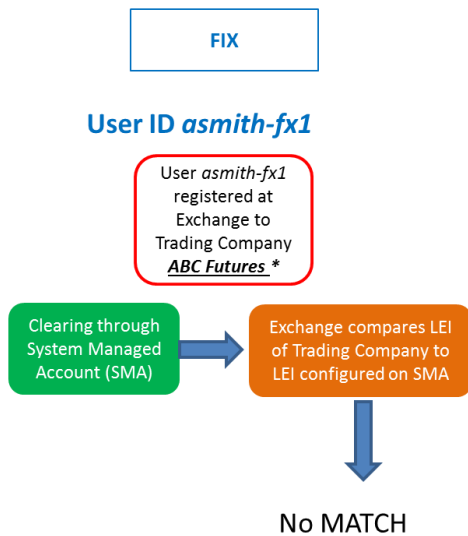 FIX
User ID asmith-fx1
User asmith-fx1
registered at
Exchange to
Trading Company
ABC Futures *
Clearing through
System Managed
Account (SMA)
Exchange compares LEI
of Trading Company to
LEI configured on SMA
No MATCH